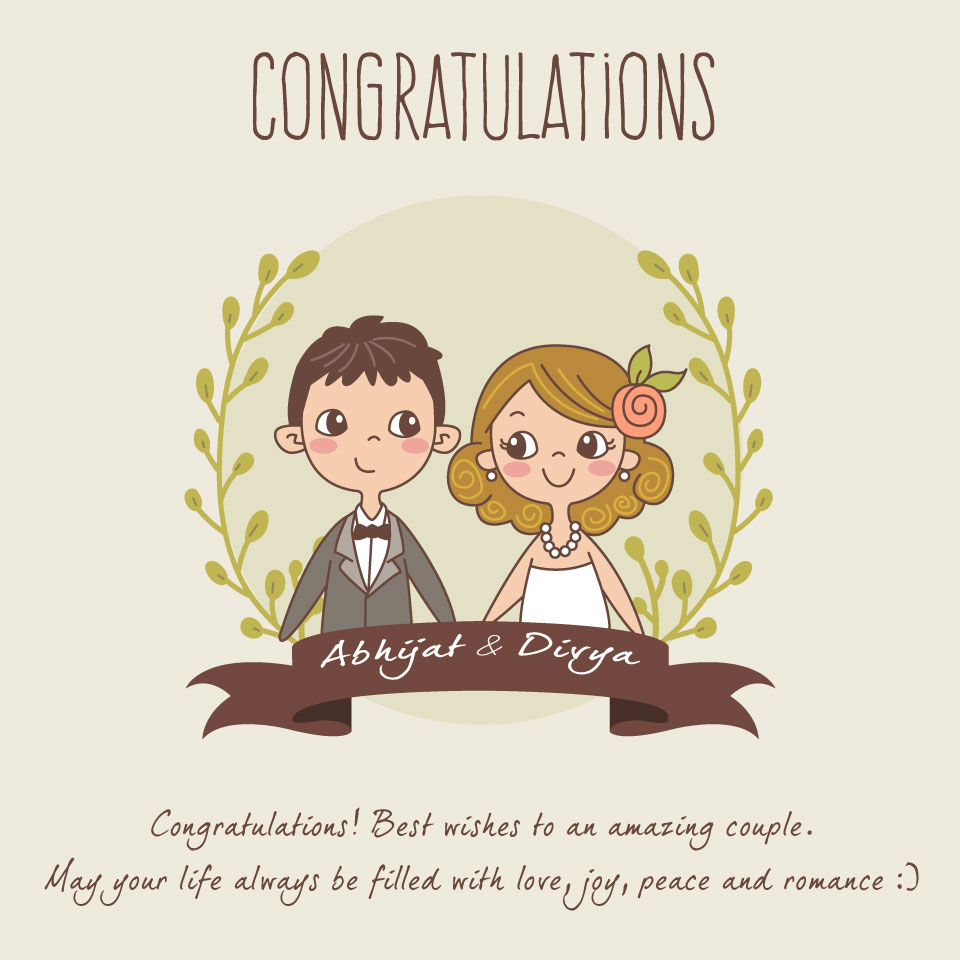 CONGRATULATiONS
Abhijat & Divya
Congratulations! Best wishes to an amazing couple.
May your life always be filled with love, joy, peace and romance :)